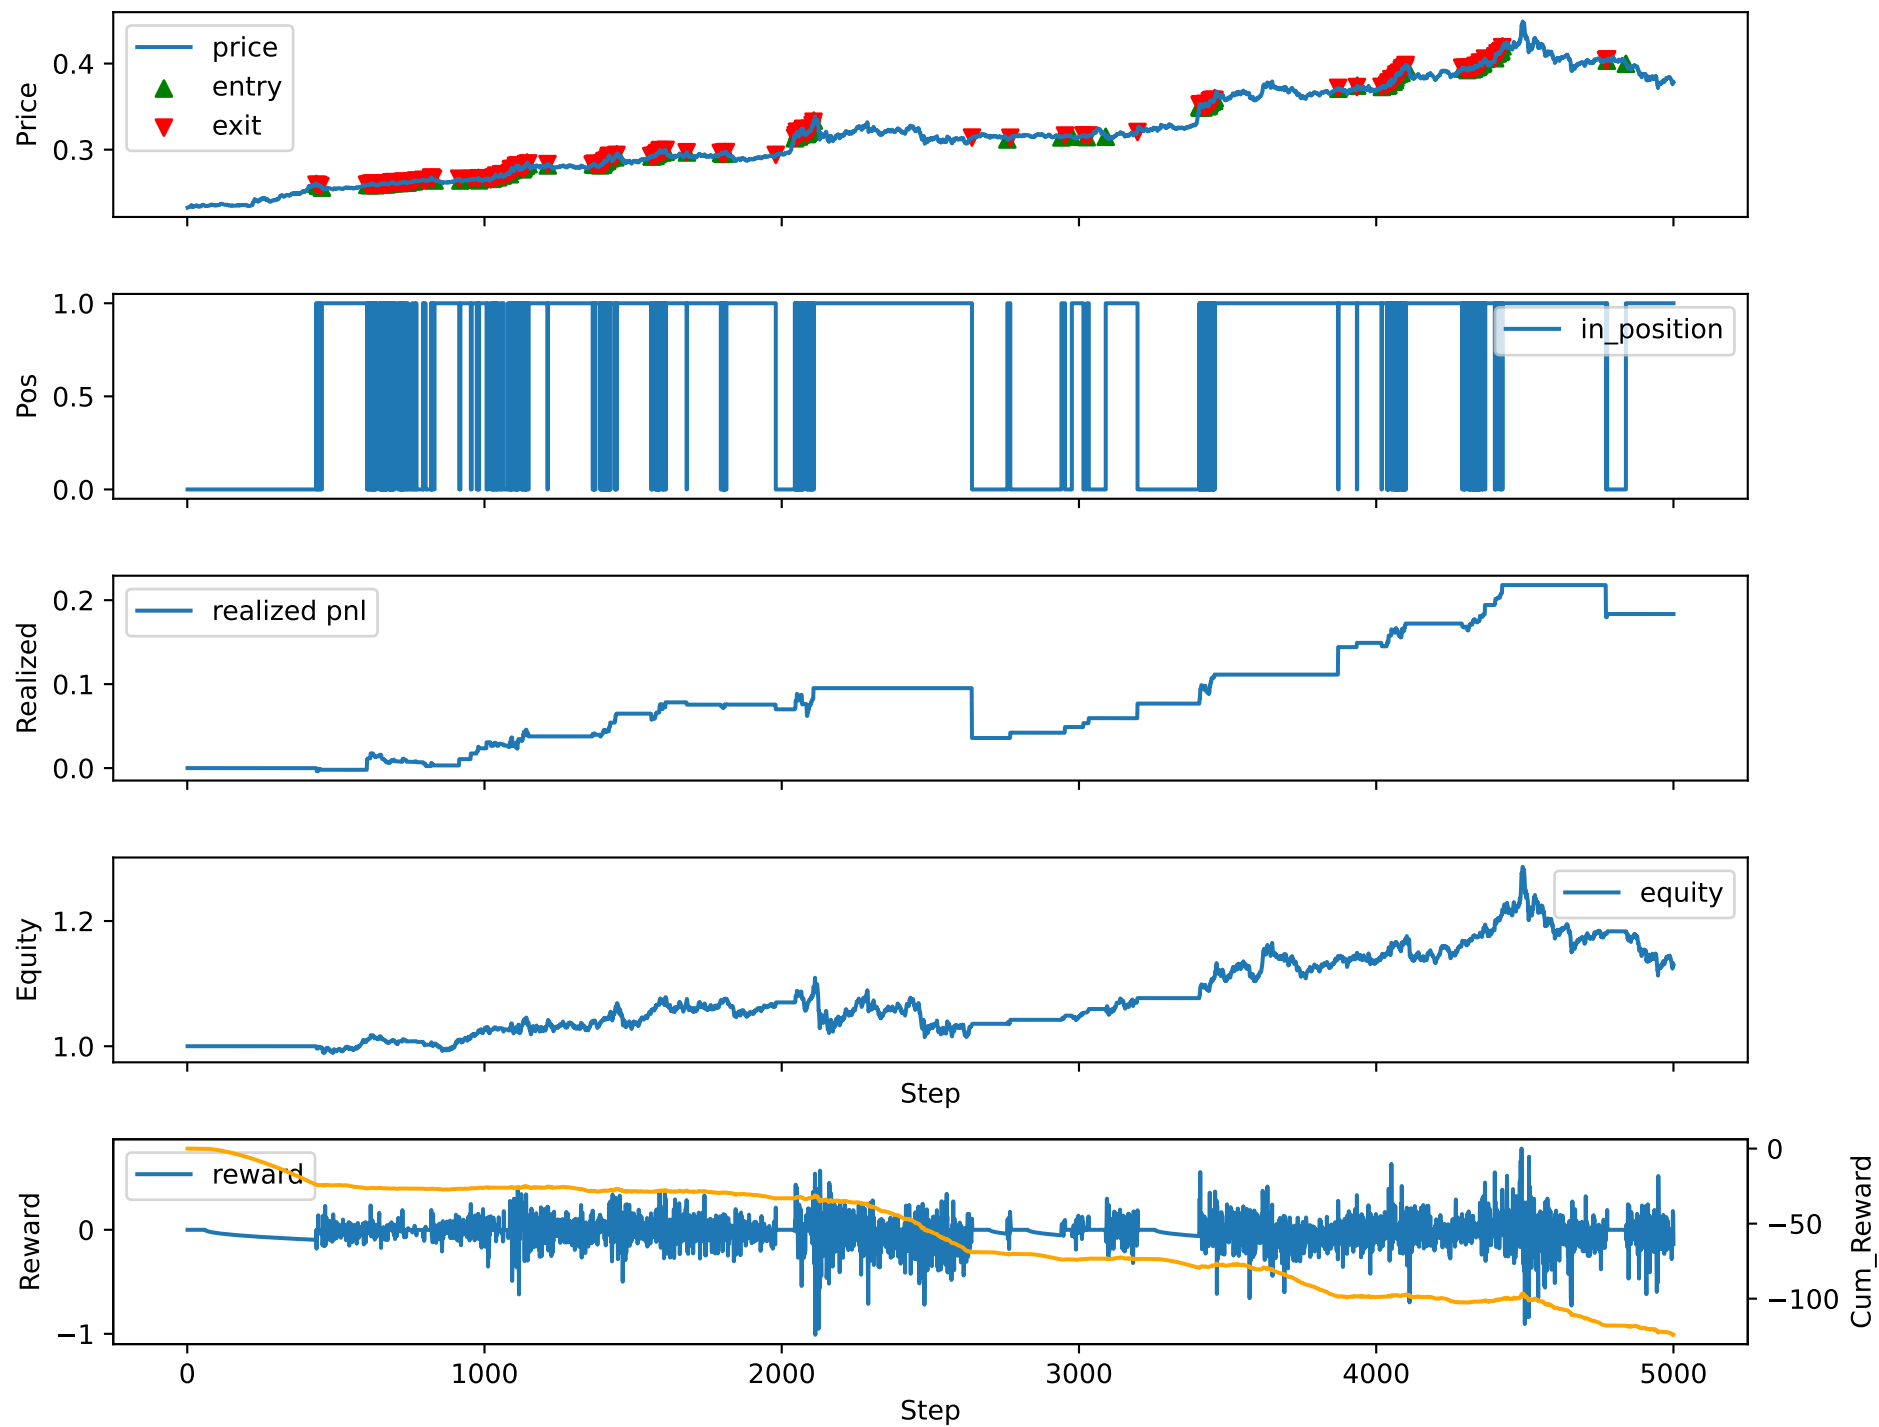 Price
0.4
0.3
price
entry
exit
Pos
1.0
0.5
0.0
in_position
Realized
0.2
0.1
0.0
realized pnl
Equity
1.2
1.0
equity
Step
Reward
0
−1
reward
0
−50
−100
Cum_Reward
0 1000 2000 3000 4000 5000
Step